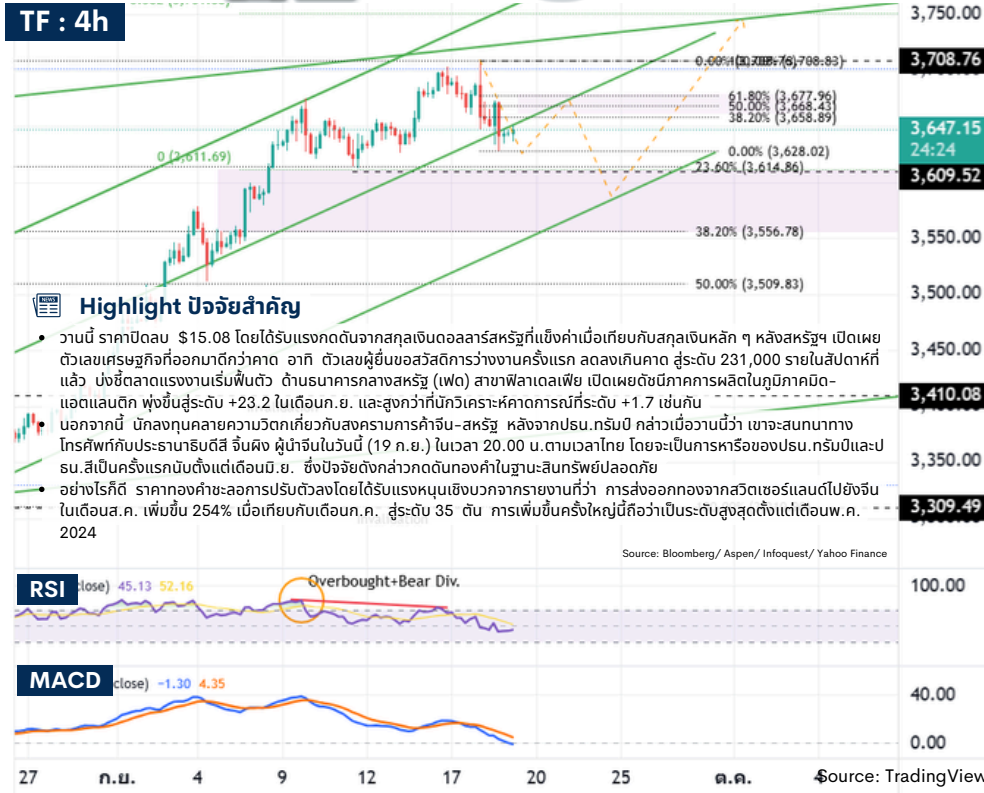 TF : 4h
3,750.00
3,708.76
61.80% (3,677.96)
50.00% (3,668.43)
38.20% (3,658.89)
3,647.15
24:24
0 (3,611.69)
0.00% (3,628.02)
23.60% (3,614.86)
3,609.52
38.20% (3,556.78)
3,550.00
50.00% (3,509.83)
3,500.00
NEWS
Highlight ปัจจัยสำคัญ
• วานนี้ ราคาปิดลบ $15.08 โดยได้รับแรงกดดันจากสกุลเงินดอลลาร์สหรัฐที่แข็งค่าเมื่อเทียบกับสกุลเงินหลัก ๆ หลังสหรัฐฯ เปิดเผย
ตัวเลขเศรษฐกิจที่ออกมาดีกว่าคาด อาทิ ตัวเลขผู้ยื่นขอสวัสดิการว่างงานครั้งแรก ลดลงเกินคาด สู่ระดับ 231,000 รายในสัปดาห์ที่
แล้ว บ่งชี้ตลาดแรงงานเริ่มฟื้นตัว ด้านธนาคารกลางสหรัฐ (เฟด) สาขาฟิลาเดลเฟีย เปิดเผยดัชนีภาคการผลิตในภูมิภาคมิด-
แอตแลนติก พุ่งขึ้นสู่ระดับ +23.2 ในเดือนก.ย. และสูงกว่าที่นักวิเคราะห์คาดการณ์ที่ระดับ +1.7 เช่นกัน
• นอกจากนี้ นักลงทุนคลายความวิตกเกี่ยวกับสงครามการค้าจีน-สหรัฐ หลังจากปธน.ทรัมป์ กล่าวเมื่อวานนี้ว่า เขาจะสนทนาทาง
โทรศัพท์กับประธานาธิบดีสี จิ้นผิง ผู้นำจีนในวันนี้ (19 ก.ย.) ในเวลา 20.00 น.ตามเวลาไทย โดยจะเป็นการหารือของปธน.ทรัมป์และป
ธน.สีเป็นครั้งแรกนับตั้งแต่เดือนมิ.ย. ซึ่งปัจจัยดังกล่าวกดดันทองคำในฐานะสินทรัพย์ปลอดภัย
• อย่างไรก็ดี ราคาทองคำชะลอการปรับตัวลงโดยได้รับแรงหนุนเชิงบวกจากรายงานที่ว่า การส่งออกทองจากสวิตเซอร์แลนด์ไปยังจีน
ในเดือนส.ค. เพิ่มขึ้น 254% เมื่อเทียบกับเดือนก.ค. สู่ระดับ 35 ตัน การเพิ่มขึ้นครั้งใหญ่นี้ถือว่าเป็นระดับสูงสุดตั้งแต่เดือนพ.ค.
2024
3,450.00
3,410.08
3,350.00
3,309.49
Source: Bloomberg/ Aspen/ Infoquest/ Yahoo Finance
RSI
close) 45.13 52.16
Overbought+Bear Div.
100.00
MACD
close) -1.30 4.35
40.00
0.00
27 ก.ย. 4 9 12 17 20 25 ต.ค. 4
Source: TradingView